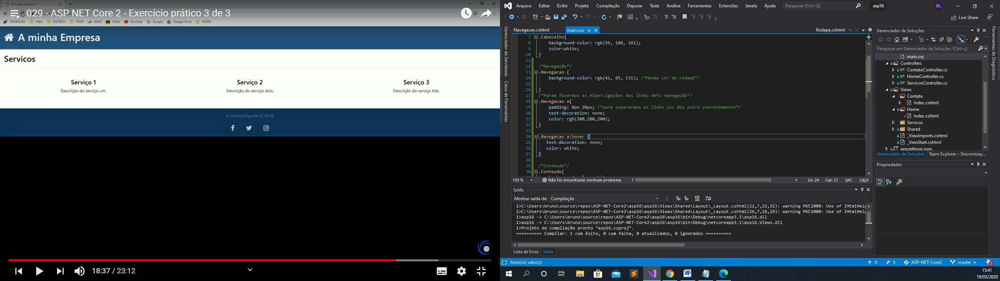 A minha Empresa
029 - ASP NET Core 2 - Exercício prático 3 de 3
TRABALHO MEU OUTROS TEMP SAPO IMDb YouTube Google Google Drive WORK
A minha Empresa
Servicos
Serviço 1 Serviço 2 Serviço 3
Descrição do serviço um. Descrição do serviço dois. Descrição do serviço três.
A minha Empresa © 2019
18:37 / 23:12
Arquivo Editar Exibir Projeto Compilação Depurar Teste Análise Ferramentas Extensões Janela Ajuda Pesquisar (Ctrl+Q) asp16 BL
Live Share
Gerenciador de Servidores
Caixa de Ferramentas
Navegacao.cshtml main.css Rodape.cshtml
7 .Cabecalho{
8 background-color: rgb(59, 108, 161);
9 color:white;
10 }
11
12 /*Navegação*/
13 .Navegacao {
14 background-color: rgb(41, 85, 131); /*Mesma cor do rodapé*/
15
16 }
17 /*Param fazermos as HiperLigações dos links defs navegação*/
18 .Navegacao a{
19 padding: 0px 20px; /*para separarmos os links uns dos outro coerentemente*/
20 text-decoration: none;
21 color: rgb(200,200,200);
22 }
23
24 .Navegacao a:hover {
25 text-decoration: none;
26 color: white;
27 }
28
29 /*Conteudo*/
30 .Conteudo{
100 % Não foi encontrado nenhum problema Ln: 24 Car: 21 SPC CRLF
Saída
Mostrar saída de: Compilação
1>C:\Users\bruno\source\repos\ASP-NET-Core2\asp16\asp16\Views\Shared\Layout\_Layout.cshtml(22,7,22,32): warning MVC1000: Use of IHtmlHelp
1>C:\Users\bruno\source\repos\ASP-NET-Core2\asp16\asp16\Views\Shared\Layout\_Layout.cshtml(26,7,26,29): warning MVC1000: Use of IHtmlHelp
1>asp16 -> C:\Users\bruno\source\repos\ASP-NET-Core2\asp16\asp16\bin\Debug\netcoreapp3.1\asp16.dll
1>asp16 -> C:\Users\bruno\source\repos\ASP-NET-Core2\asp16\asp16\bin\Debug\netcoreapp3.1\asp16.Views.dll
1>Projeto de compilação pronto "asp16.csproj".
========== Compilar: 1 com êxito, 0 com falha, 0 atualizados, 0 ignorados ==========
Lista de Erros Saída
Gerenciador de Soluções
Pesquisar em Gerenciador de Soluções (Ctrl+ç)
main.css
Controllers
ContatoController.cs
HomeController.cs
ServicosController.cs
Views
Contato
Index.cshtml
Home
Index.cshtml
Servicos
Shared
_ViewImports.cshtml
_ViewStart.cshtml
appsettings.json
Gerenciador de Soluções Team Explorer – Sincronizaç...
Propriedades
Ferramentas de Diagnóstico
Item(ns) salvo(s) 0 6 ASP-NET-Core2 master 3
15:41
19/03/2020